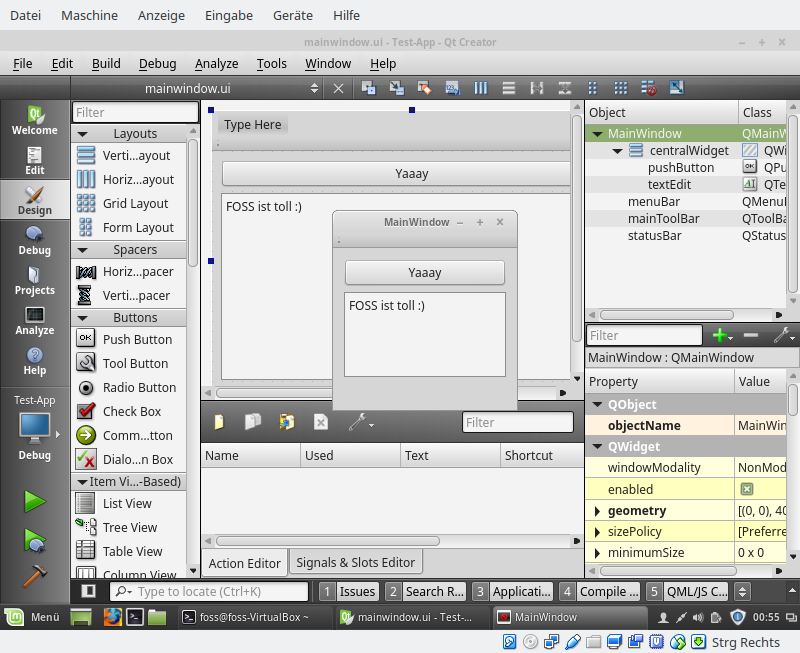 Datei Maschine Anzeige Eingabe Geräte Hilfe
mainwindow.ui - Test-App - Qt Creator
File Edit Build Debug Analyze Tools Window Help
mainwindow.ui
Welcome
Edit
Design
Debug
Projects
Analyze
Help
Test-App
Debug
Filter
Layouts
Verti...ayout
Horiz...ayout
Grid Layout
Form Layout
Spacers
Horiz...pacer
Verti...pacer
Buttons
Push Button
Tool Button
Radio Button
Check Box
Comm...tton
Dialo...n Box
Item Vi...-Based)
List View
Tree View
Table View
Column View
Type Here
Yaaay
FOSS ist toll :)
MainWindow
Yaaay
FOSS ist toll :)
Filter
Name Used Text Shortcut
Action Editor Signals & Slots Editor
Object Class
MainWindow QMainW
centralWidget QWi
pushButton QPu
textEdit QTe
menuBar QMenuI
mainToolBar QToolBa
statusBar QStatus
Filter
MainWindow : QMainWindow
Property Value
QObject
objectName MainWin
QWidget
windowModality NonMod
enabled
geometry [(0, 0), 40
sizePolicy [Preferre
minimumSize 0 x 0
Type to locate (Ctrl+K) 1 Issues 2 Search R... 3 Applicati... 4 Compile ... 5 QML/JS C...
Menü foss@foss-VirtualBox ~ mainwindow.ui - Test-... MainWindow 00:55
Strg Rechts